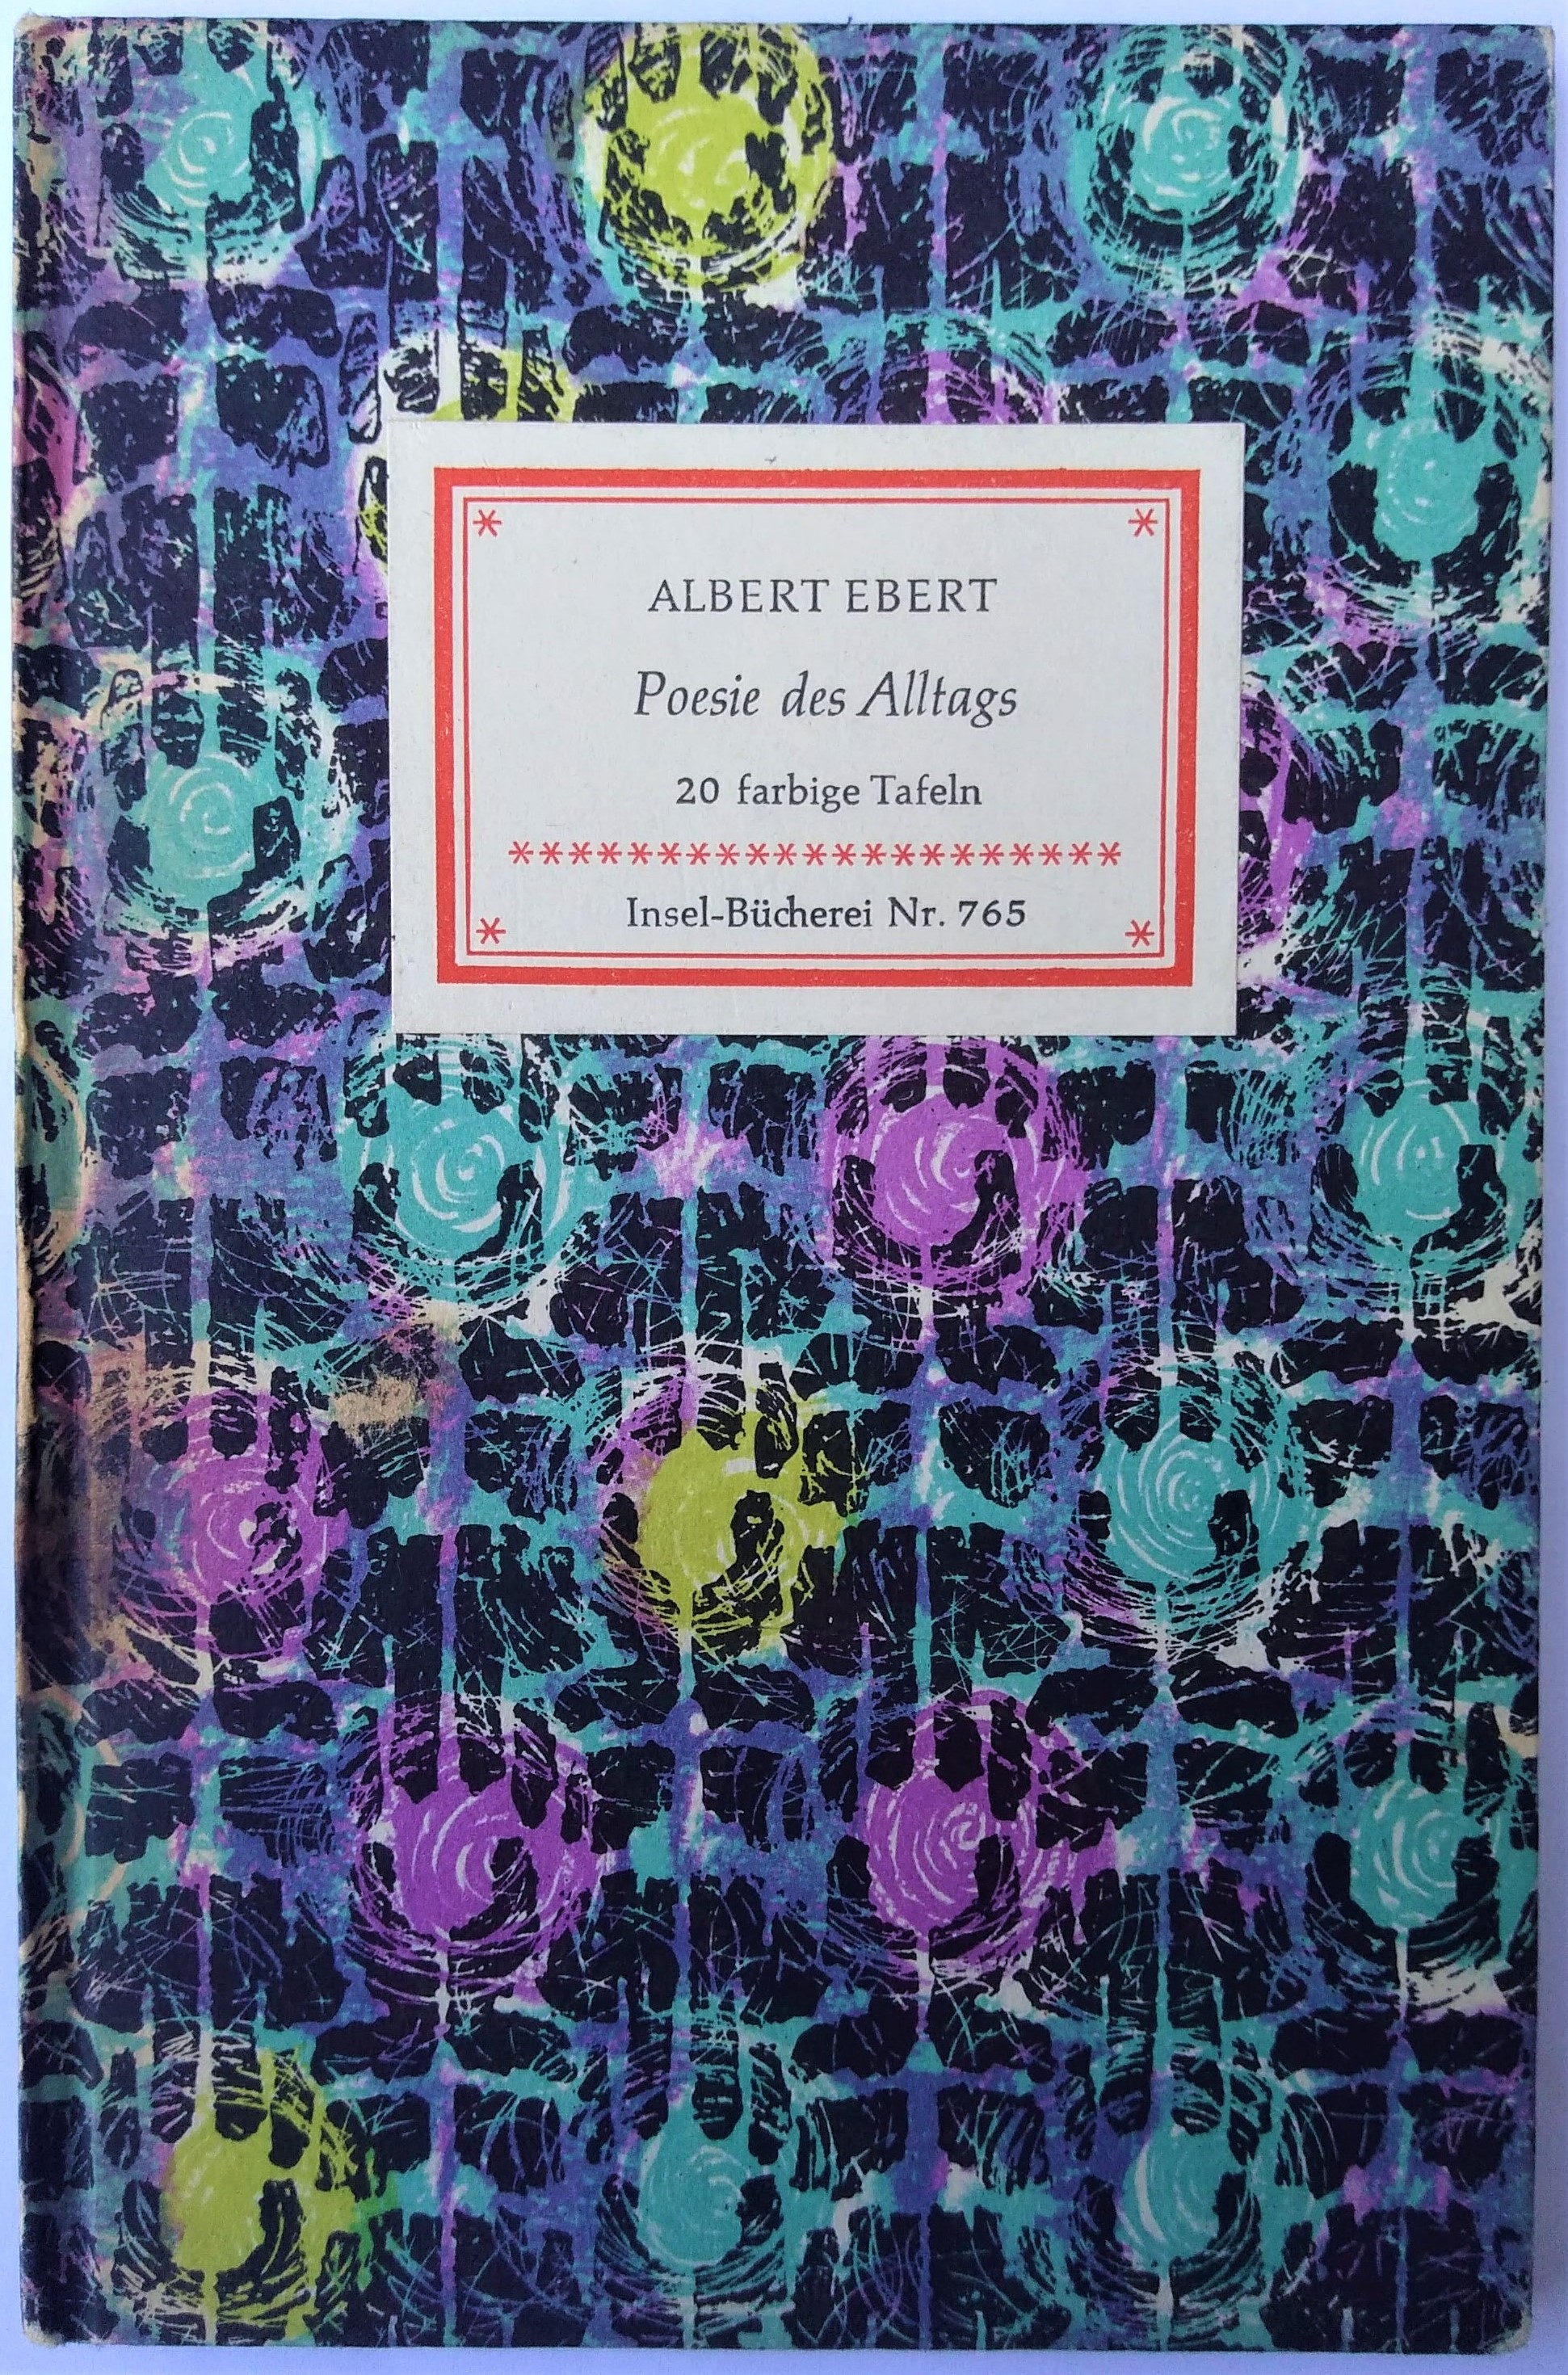 ALBERT EBERT
Poesie des Alltags
20 farbige Tafeln
Insel-Bücherei Nr. 765